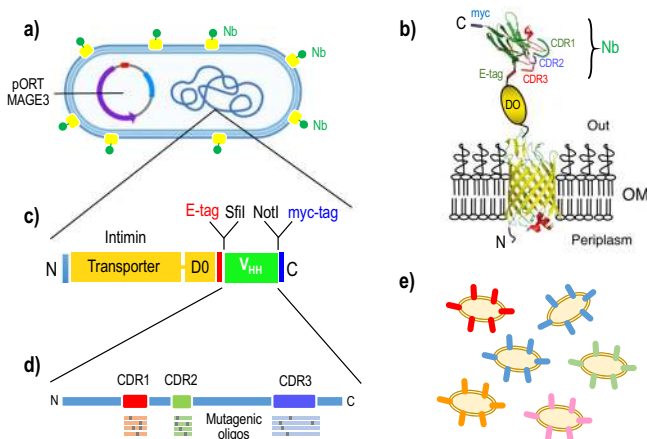 a)
Nb
Nb
Nb
pORT
MAGE3
b)
C
myc
CDR1
CDR2
CDR3
Nb
E-tag
DO
Out
OM
N
Periplasm
c)
E-tag
SfiI
NotI
myc-tag
Intimin
N
Transporter
D0
VHH
C
d)
CDR1
CDR2
CDR3
N
C
Mutagenic
oligos
e)